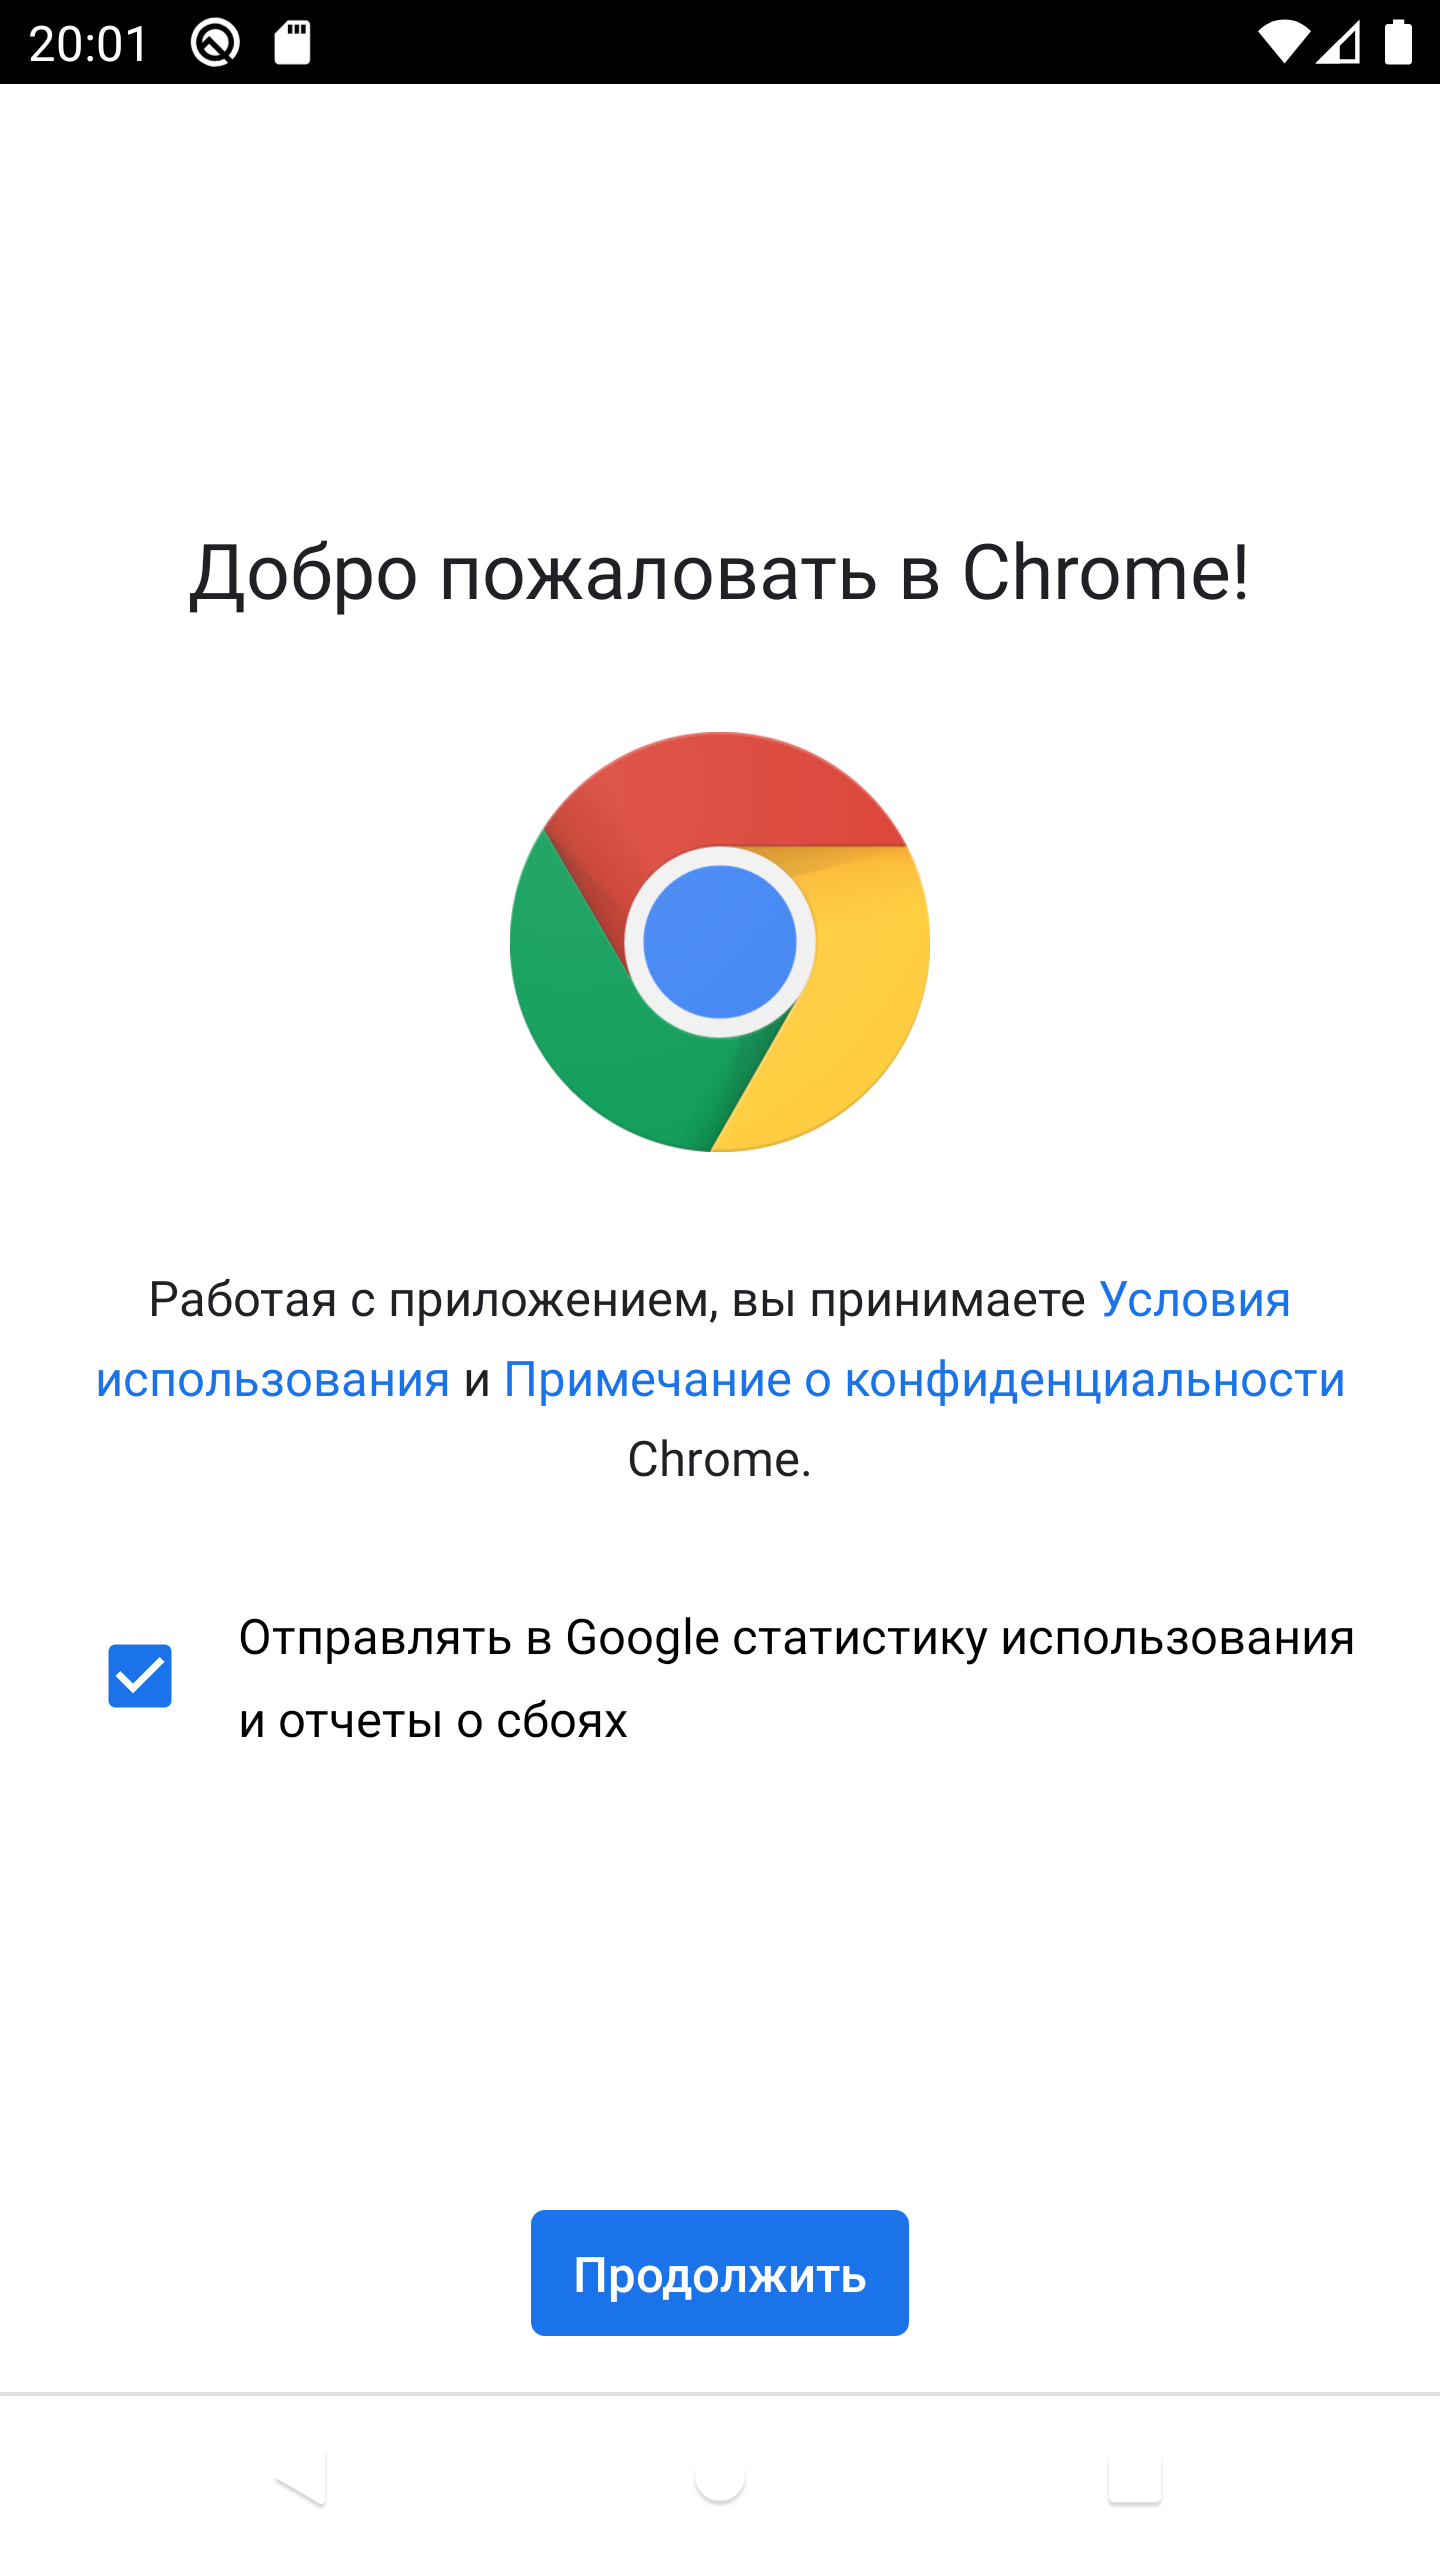 20:01
Добро пожаловать в Chrome!
Работая с приложением, вы принимаете Условия
использования и Примечание о конфиденциальности
Chrome.
Отправлять в Google статистику использования
и отчеты о сбоях
Продолжить